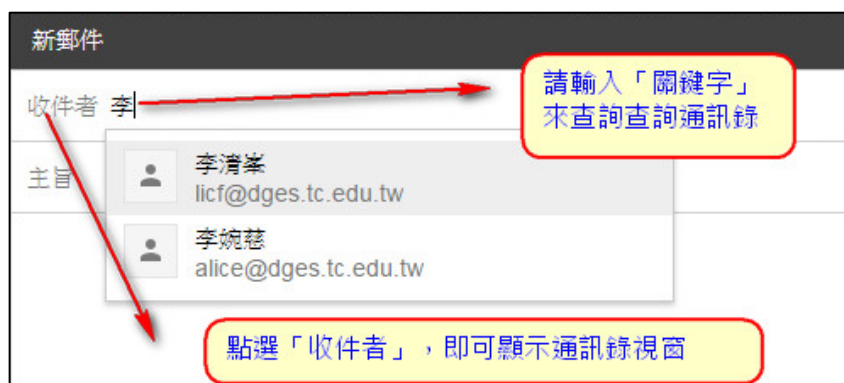 新郵件
收件者 李
請輸入「關鍵字」
來查詢查詢通訊錄
主旨
李清峯
licf@dges.tc.edu.tw
李婉慈
alice@dges.tc.edu.tw
點選「收件者」，即可顯示通訊錄視窗